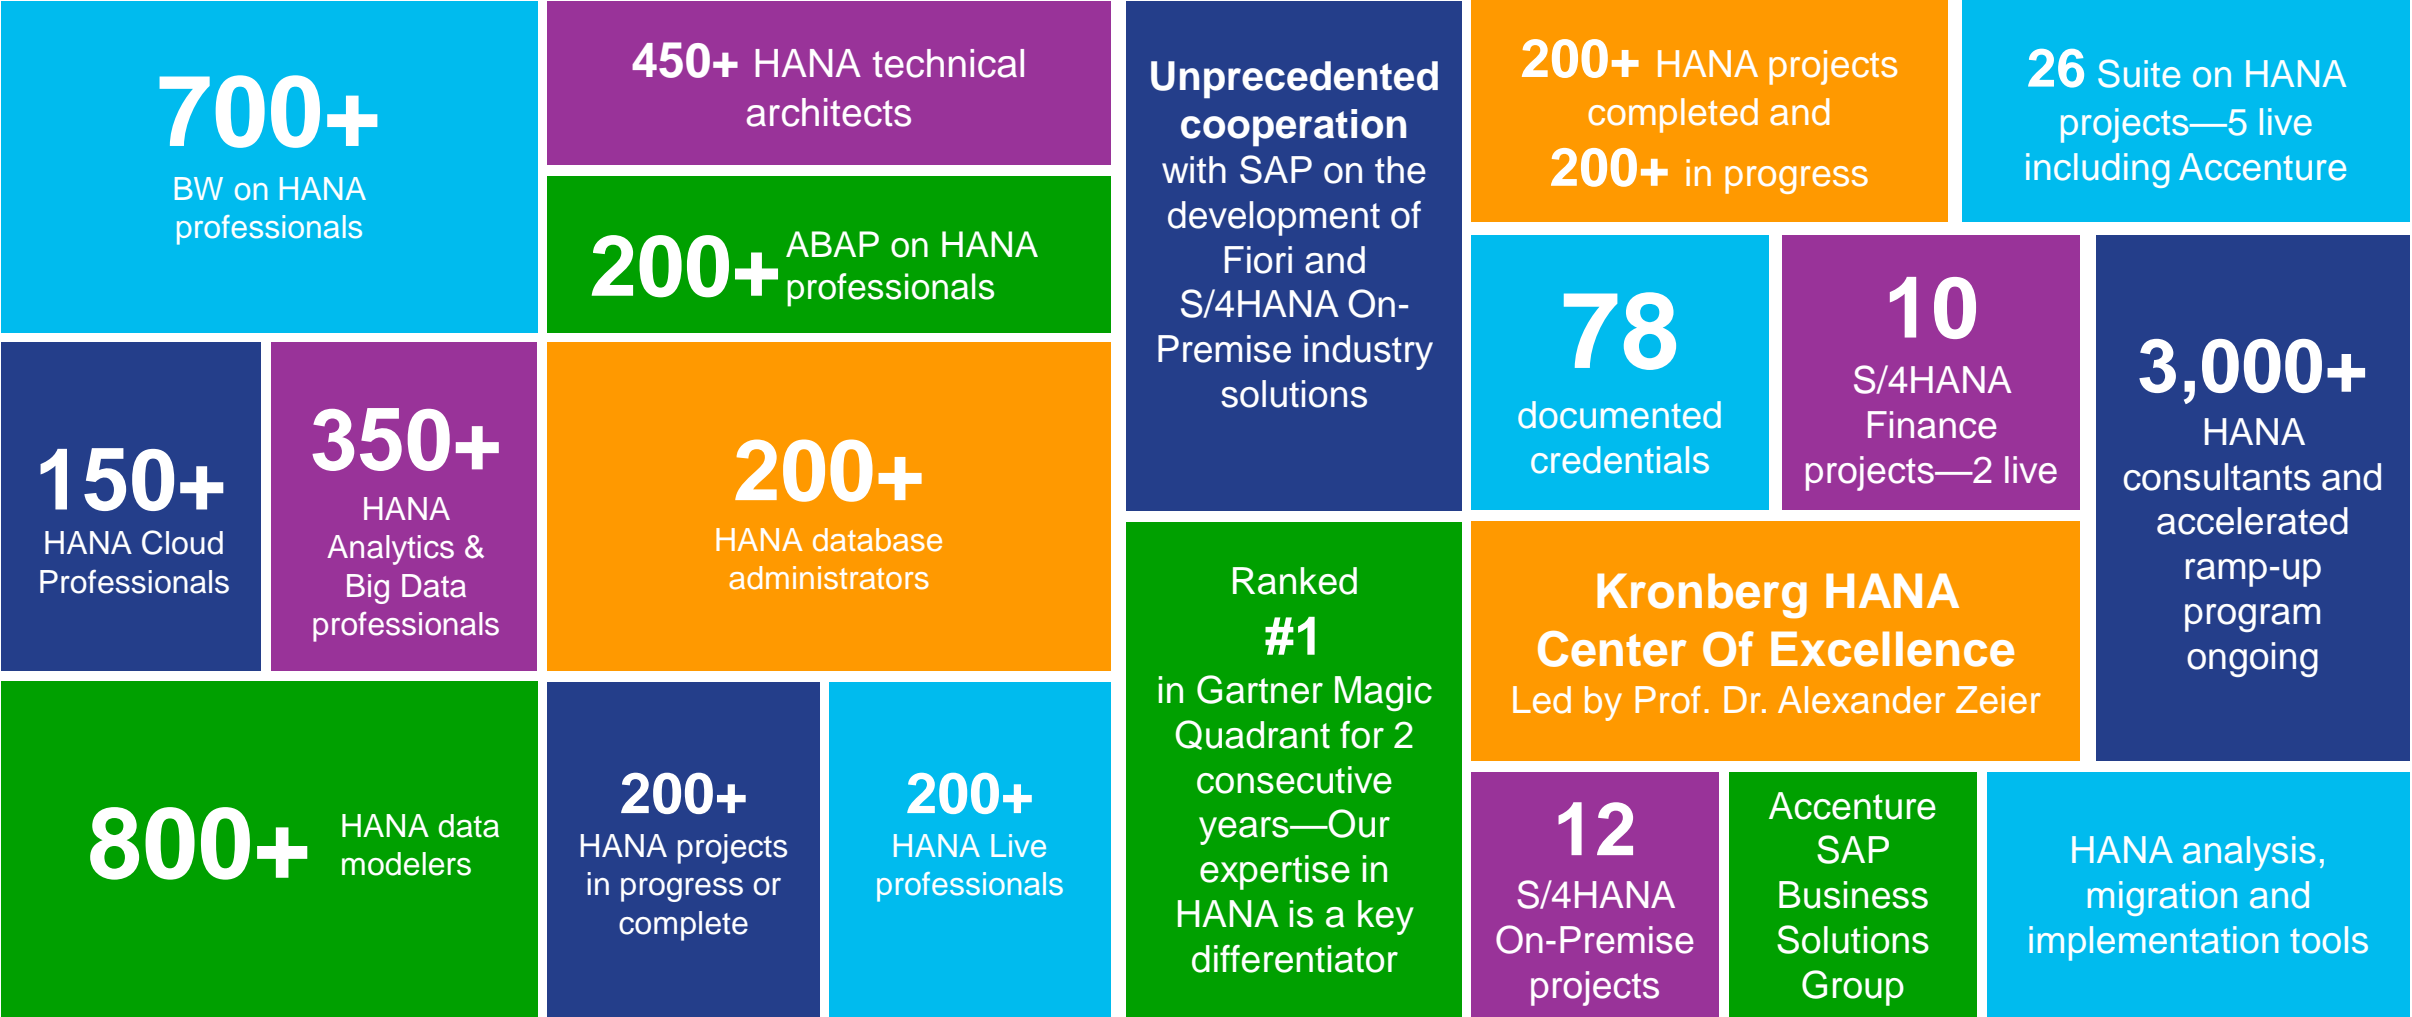 700+
BW on HANA
professionals
450+ HANA technical
architects
200+ ABAP on HANA
professionals
150+
HANA Cloud
Professionals
350+
HANA
Analytics &
Big Data
professionals
200+
HANA database
administrators
800+ HANA data
modelers
200+
HANA projects
in progress or
complete
200+
HANA Live
professionals
Unprecedented
cooperation
with SAP on the
development of
Fiori and
S/4HANA On-
Premise industry
solutions
Ranked
#1
in Gartner Magic
Quadrant for 2
consecutive
years—Our
expertise in
HANA is a key
differentiator
200+ HANA projects
completed and
200+ in progress
26 Suite on HANA
projects—5 live
including Accenture
78
documented
credentials
10
S/4HANA
Finance
projects—2 live
3,000+
HANA
consultants and
accelerated
ramp-up
program
ongoing
Kronberg HANA
Center Of Excellence
Led by Prof. Dr. Alexander Zeier
12
S/4HANA
On-Premise
projects
Accenture
SAP
Business
Solutions
Group
HANA analysis,
migration and
implementation tools